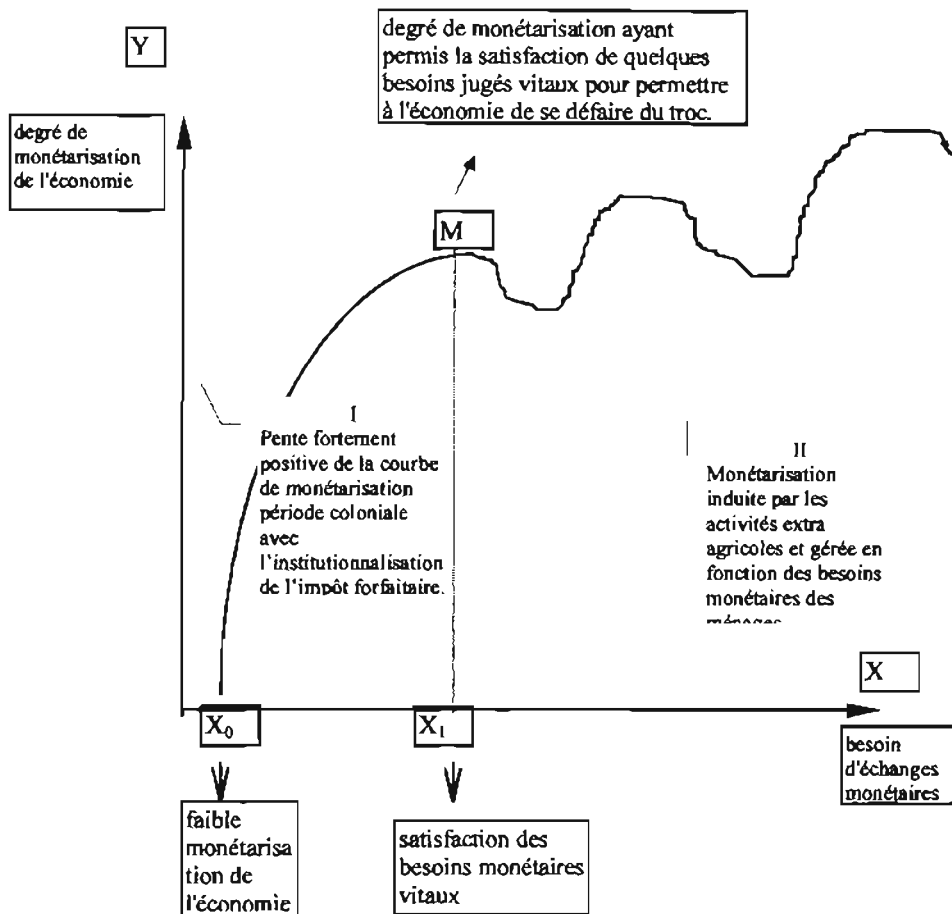 Y
degré de monétarisation ayant
permis la satisfaction de quelques
besoins jugés vitaux pour permettre
à l'économie de se défaire du troc.
degré de
monétarisation
de l'économie
M
I
Pente fortement
positive de la courbe
de monétarisation
période coloniale
avec
l'institutionnalisation
de l'impôt forfaitaire.
II
Monétarisation
induite par les
activités extra
agricoles et gérée en
fonction des besoins
monétaires des
ménages
X
X₀
X₁
besoin
d'échanges
monétaires
faible
monétarisa
tion de
l'économie
satisfaction des
besoins monétaires
vitaux